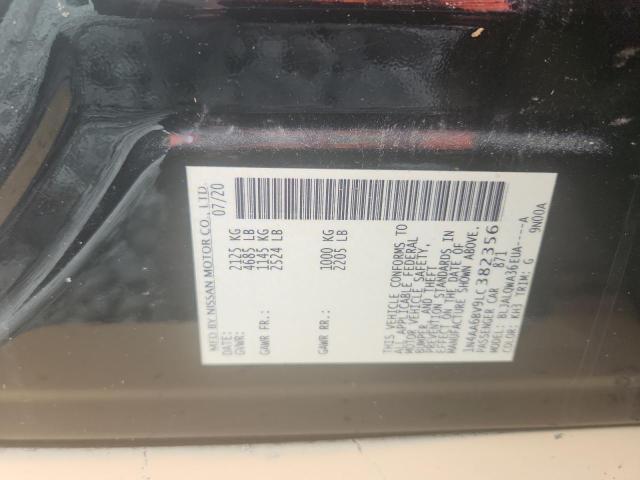 MFD BY NISSAN MOTOR CO., LTD
DATE: 07/20
GVWR: 2125 KG
4685 LB
GAWR FR: 1145 KG
2524 LB
GAWR RR: 1000 KG
2205 LB
THIS VEHICLE CONFORMS TO
ALL APPLICABLE FEDERAL
MOTOR VEHICLE SAFETY,
BUMPER, AND THEFT
PREVENTION STANDARDS IN
EFFECT ON THE DATE OF
MANUFACTURE SHOWN ABOVE.
1N4AA6BV9LC382356
PASSENGER CAR 871
MODEL: BLJALQWA36EUA----A
COLOR: KH3 TRIM: G 9N00A